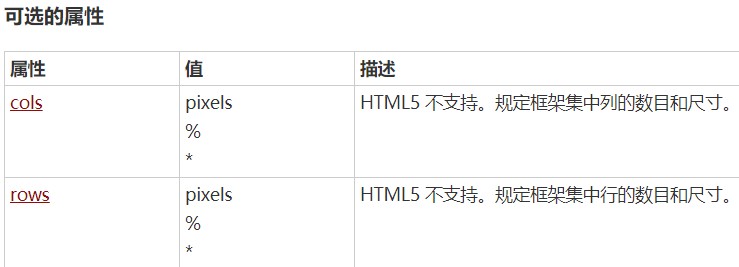 可选的属性
属性 值 描述
cols pixels HTML5 不支持。规定框架集中列的数目和尺寸。
%
*
rows pixels HTML5 不支持。规定框架集中行的数目和尺寸。
%
*